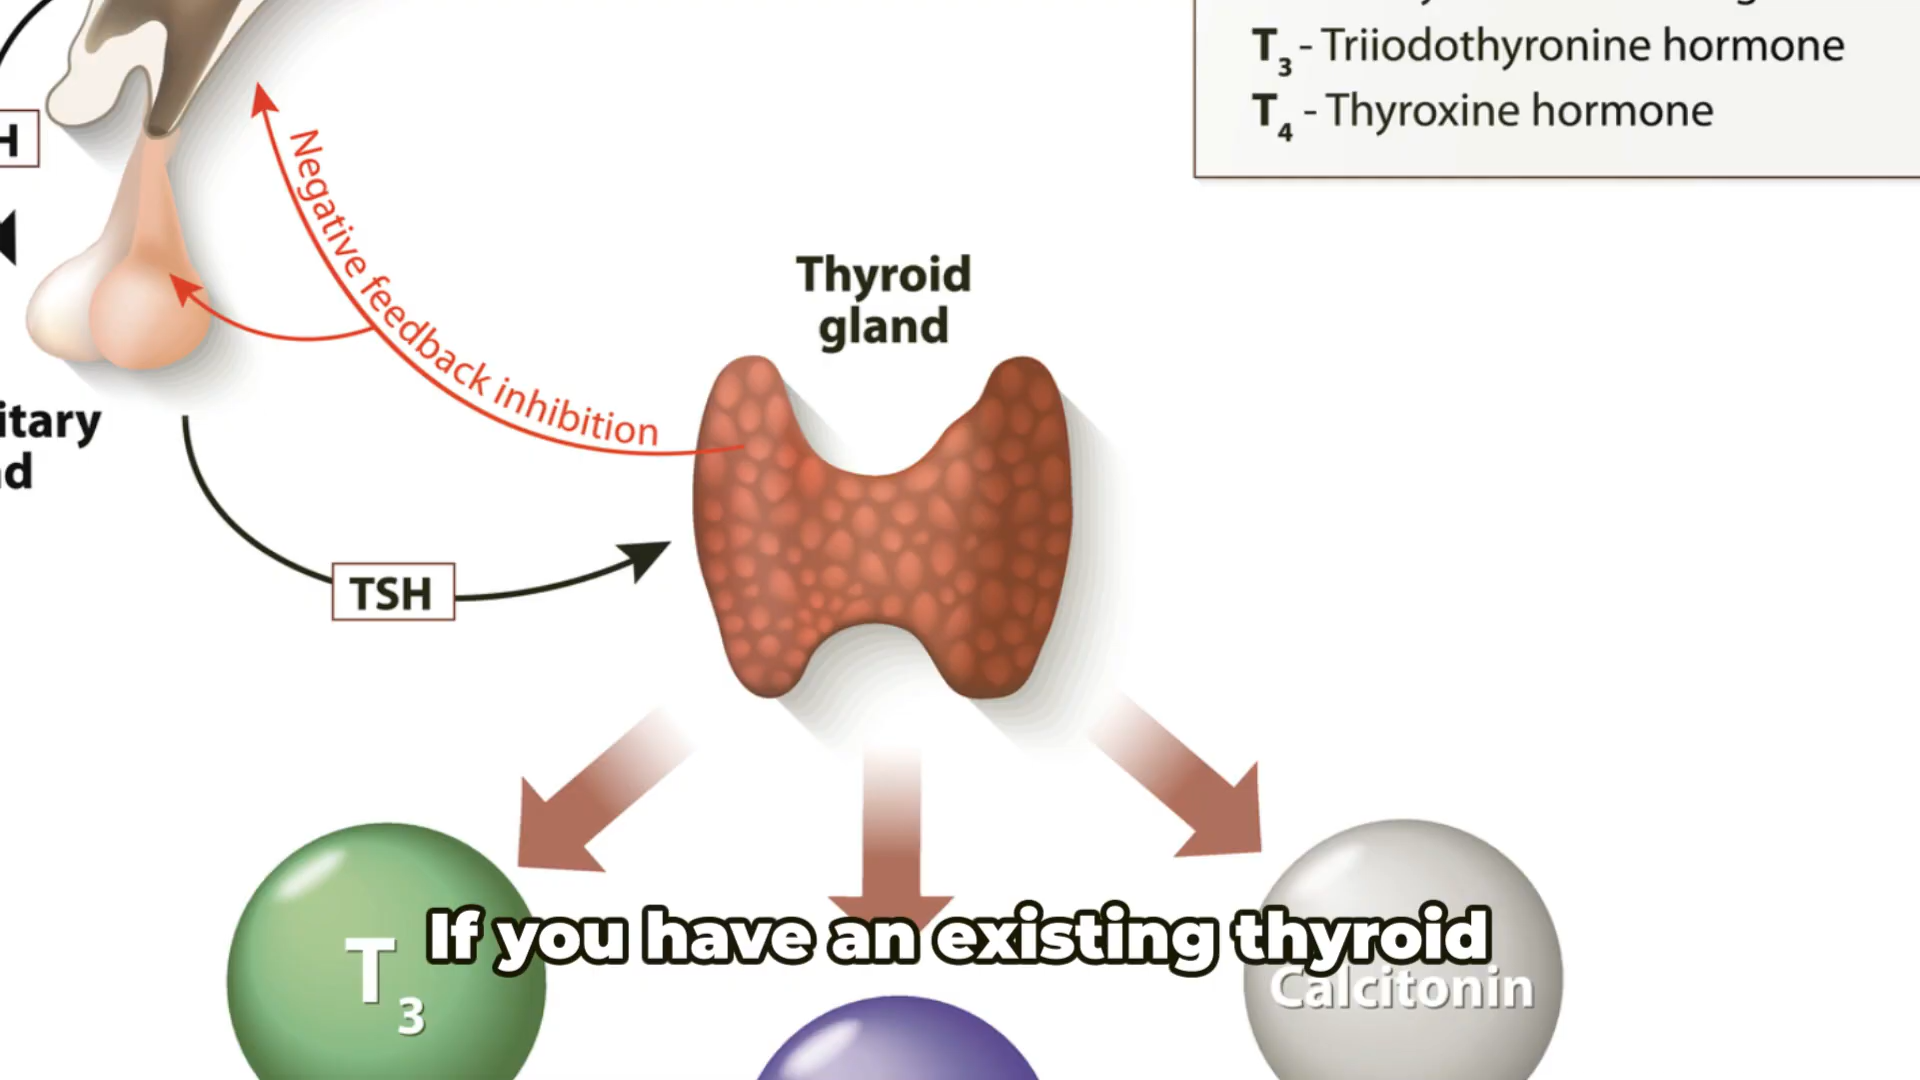 T3 - Triiodothyronine hormone
T4 - Thyroxine hormone
H
Negative feedback inhibition
Thyroid
gland
itary
d
TSH
If you have an existing thyroid
T3
Calcitonin